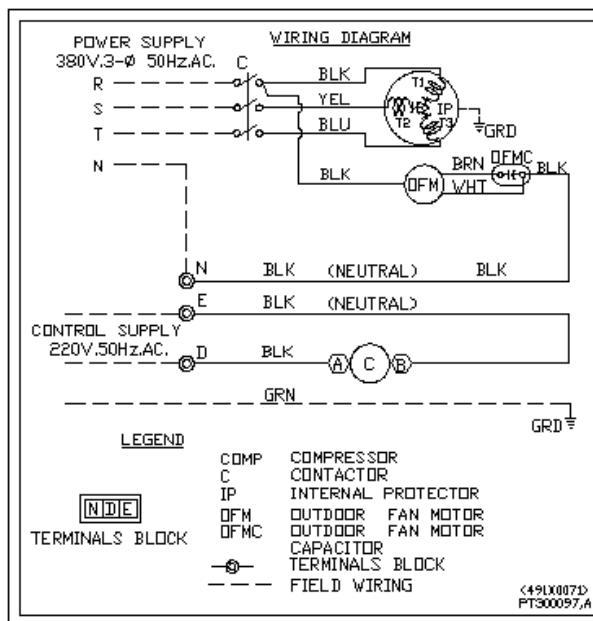 WIRING DIAGRAM
POWER SUPPLY
380V.3-Ø 50Hz.AC.
C
R
BLK
T1
S
YEL
T2
IP
T3
T
BLU
GRD
N
BLK
OFM
BRN
WHT
OFMC
BLK
N BLK (NEUTRAL) BLK
E BLK (NEUTRAL)
CONTROL SUPPLY
220V.50Hz.AC.
D BLK A C B
GRN
GRD
LEGEND
COMP COMPRESSOR
C CONTACTOR
IP INTERNAL PROTECTOR
OFM OUTDOOR FAN MOTOR
OFMC OUTDOOR FAN MOTOR
CAPACITOR
N D E
TERMINALS BLOCK
TERMINALS BLOCK
FIELD WIRING
(491X0071)
PT300097,A